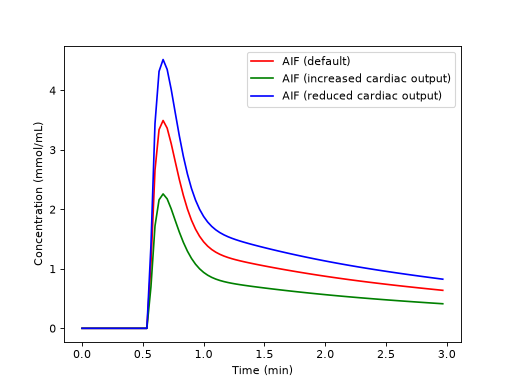 AIF (default)
AIF (increased cardiac output)
AIF (reduced cardiac output)
Concentration (mmol/mL)
4
3
2
1
0
0.0 0.5 1.0 1.5 2.0 2.5 3.0
Time (min)